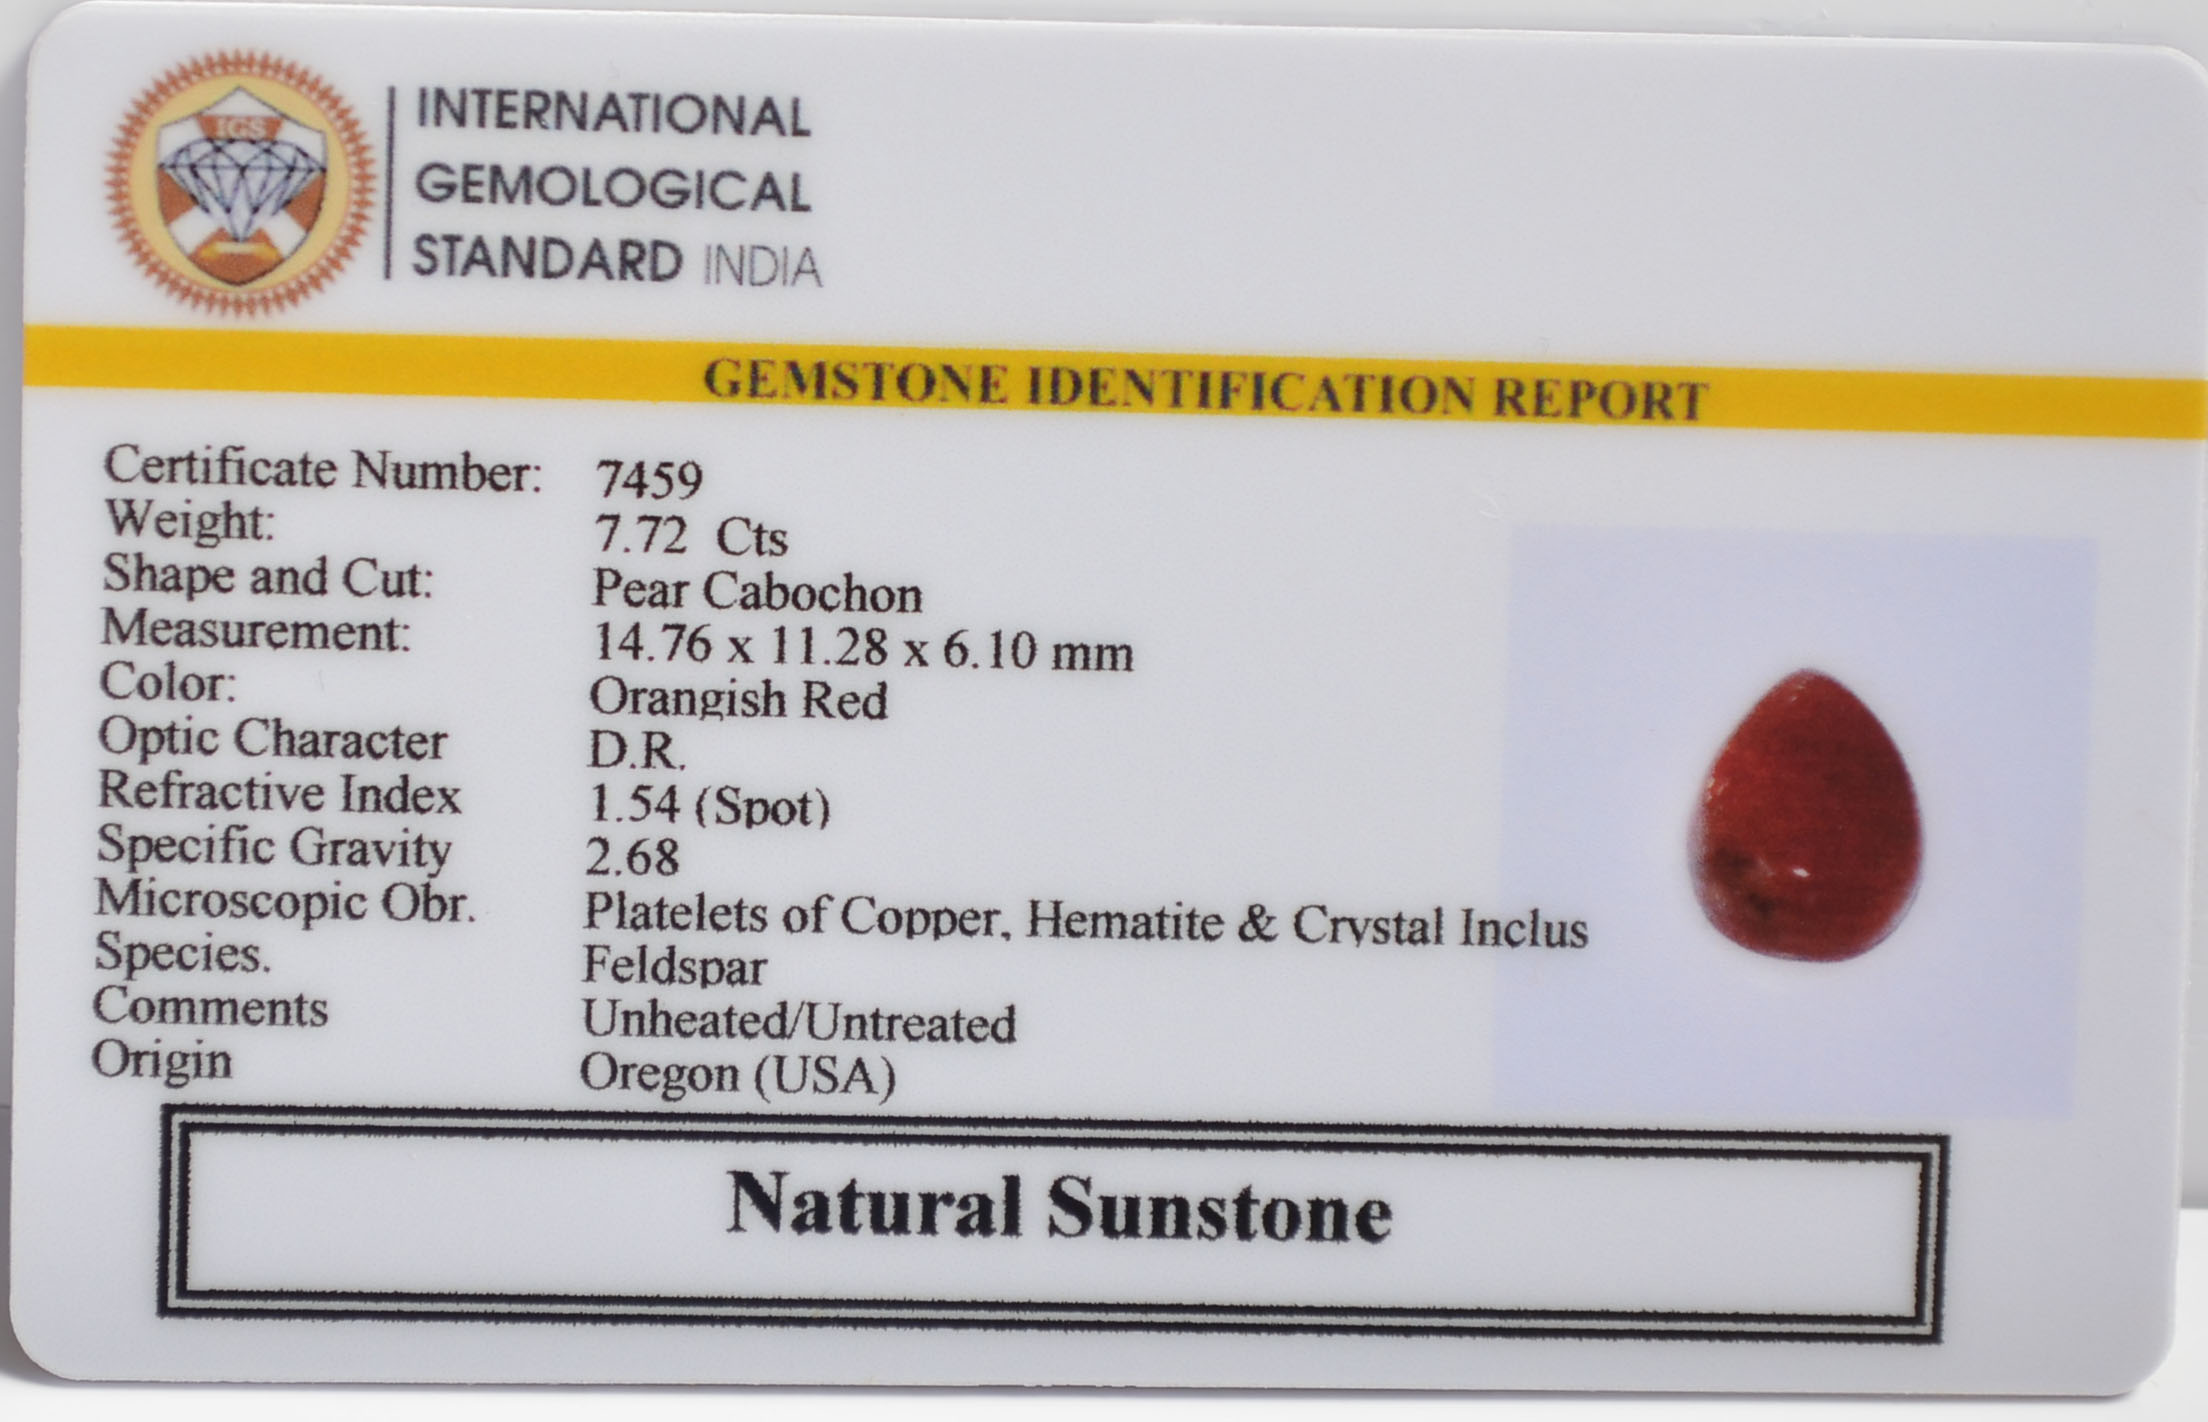 IGS
INTERNATIONAL
GEMOLOGICAL
STANDARD INDIA
GEMSTONE IDENTIFICATION REPORT
Certificate Number: 7459
Weight: 7.72 Cts
Shape and Cut: Pear Cabochon
Measurement: 14.76 x 11.28 x 6.10 mm
Color: Orangish Red
Optic Character D.R.
Refractive Index 1.54 (Spot)
Specific Gravity 2.68
Microscopic Obr. Platelets of Copper, Hematite & Crystal Inclus
Species. Feldspar
Comments Unheated/Untreated
Origin Oregon (USA)
Natural Sunstone